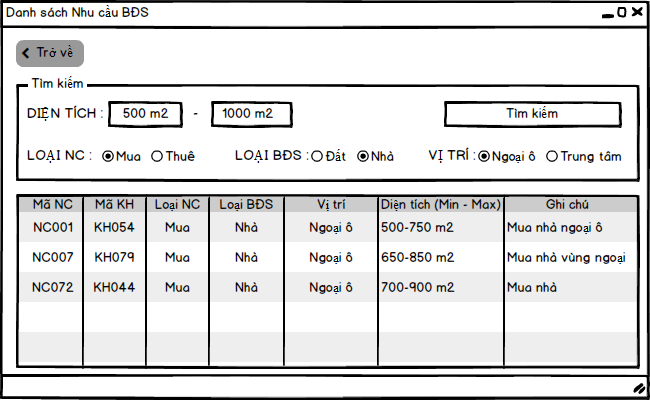 Danh sách Nhu cầu BĐS
Trở về
Tìm kiếm
DIỆN TÍCH : 500 m2 - 1000 m2 Tìm kiếm
LOẠI NC : Mua Thuê LOẠI BĐS : Đất Nhà VỊ TRÍ : Ngoại ô Trung tâm
Mã NC Mã KH Loại NC Loại BĐS Vị trí Diện tích (Min - Max) Ghi chú
NC001 KH054 Mua Nhà Ngoại ô 500-750 m2 Mua nhà ngoại ô
NC007 KH079 Mua Nhà Ngoại ô 650-850 m2 Mua nhà vùng ngoại
NC072 KH044 Mua Nhà Ngoại ô 700-900 m2 Mua nhà